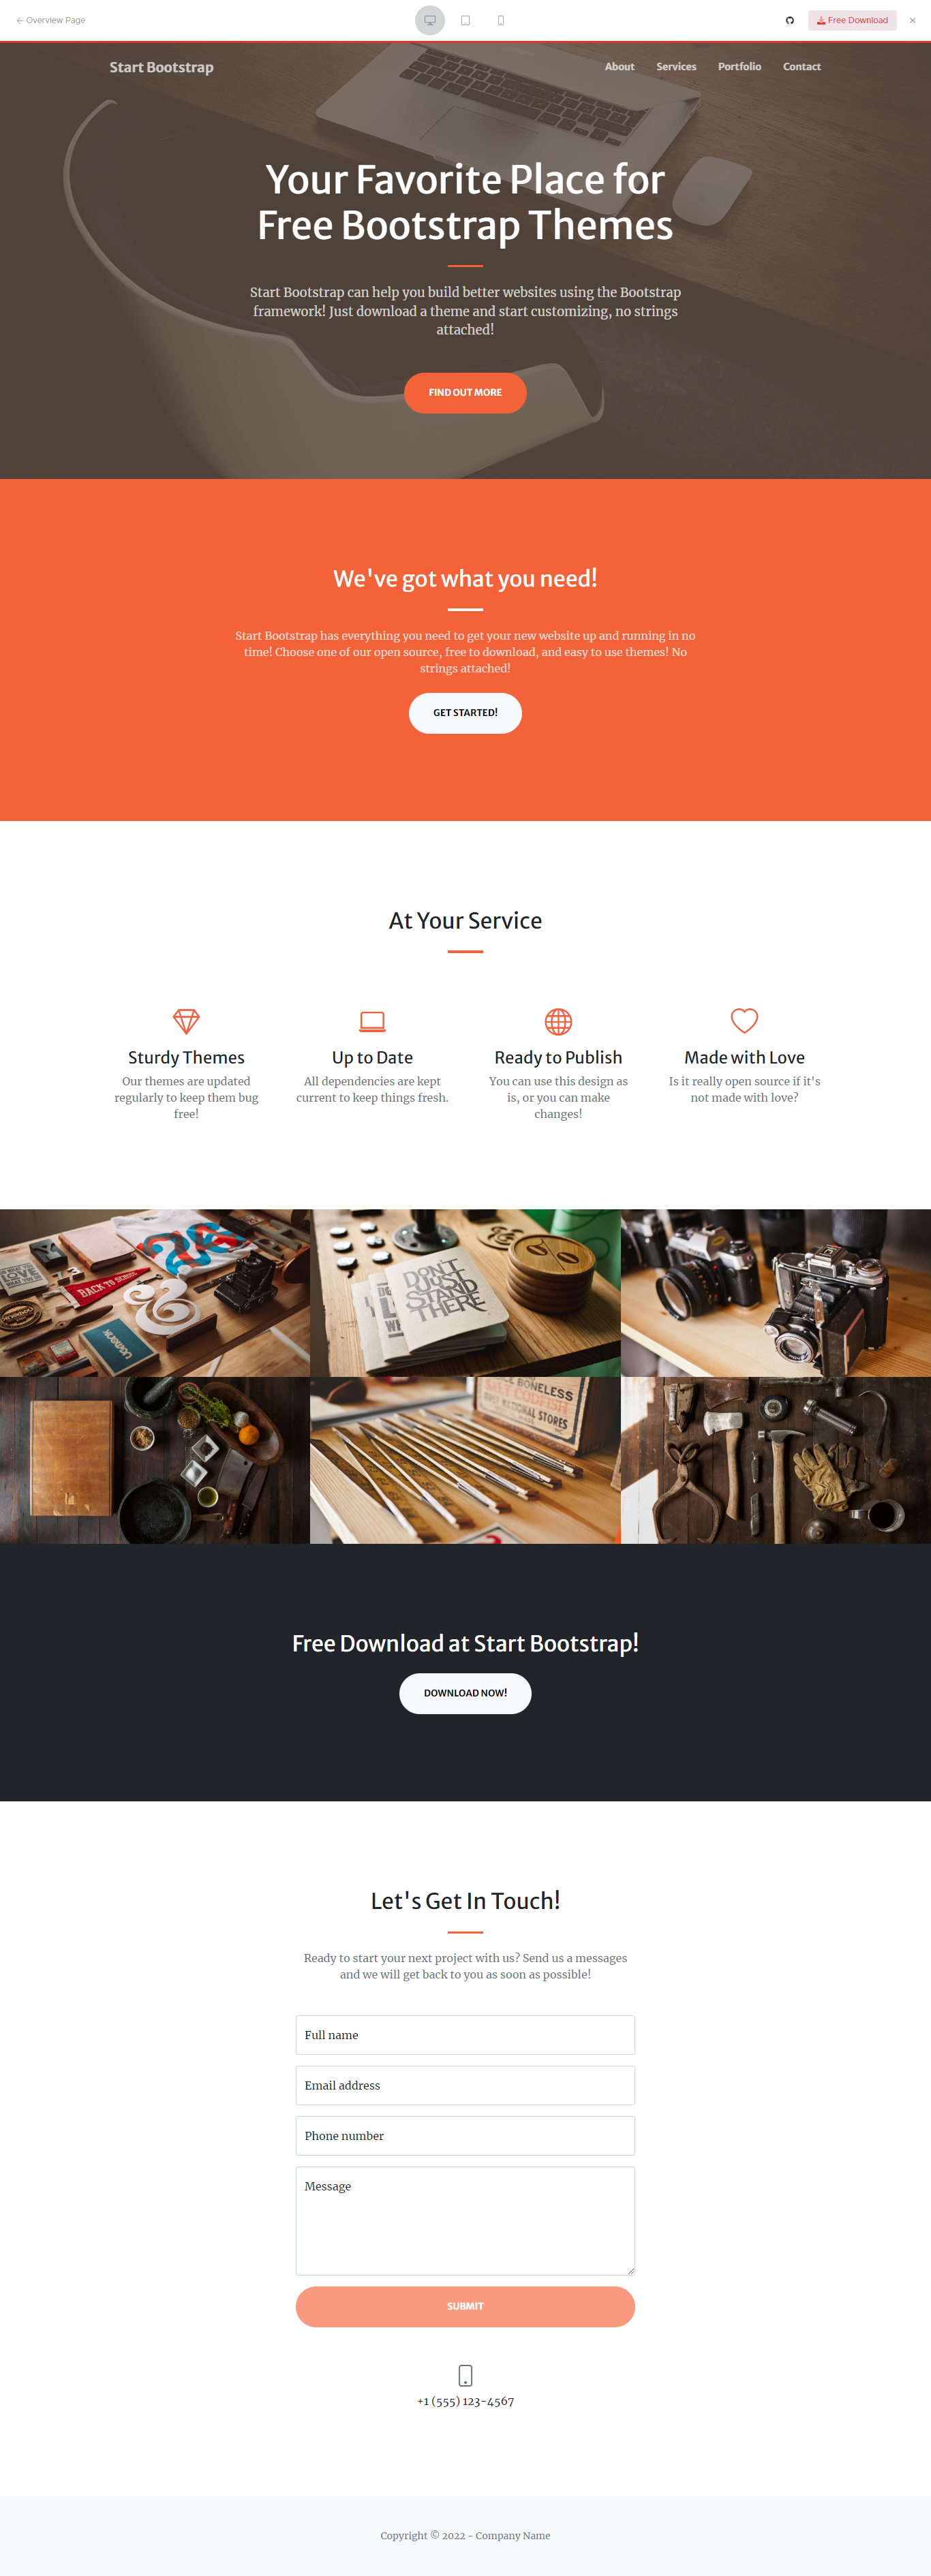 Overview Page
Free Download
Start Bootstrap
About
Services
Portfolio
Contact
Your Favorite Place for
Free Bootstrap Themes
Start Bootstrap can help you build better websites using the Bootstrap
framework! Just download a theme and start customizing, no strings
attached!
FIND OUT MORE
We've got what you need!
Start Bootstrap has everything you need to get your new website up and running in no
time! Choose one of our open source, free to download, and easy to use themes! No
strings attached!
GET STARTED!
At Your Service
Sturdy Themes
Our themes are updated
regularly to keep them bug
free!
Up to Date
All dependencies are kept
current to keep things fresh.
Ready to Publish
You can use this design as
is, or you can make
changes!
Made with Love
Is it really open source if it's
not made with love?
BACK TO SCHOOL
&
DON'T
JUST
STAND
THERE
BONELESS
NATIONAL STORES
Free Download at Start Bootstrap!
DOWNLOAD NOW!
Let's Get In Touch!
Ready to start your next project with us? Send us a messages
and we will get back to you as soon as possible!
Full name
Email address
Phone number
Message
SUBMIT
+1 (555) 123-4567
Copyright © 2022 - Company Name